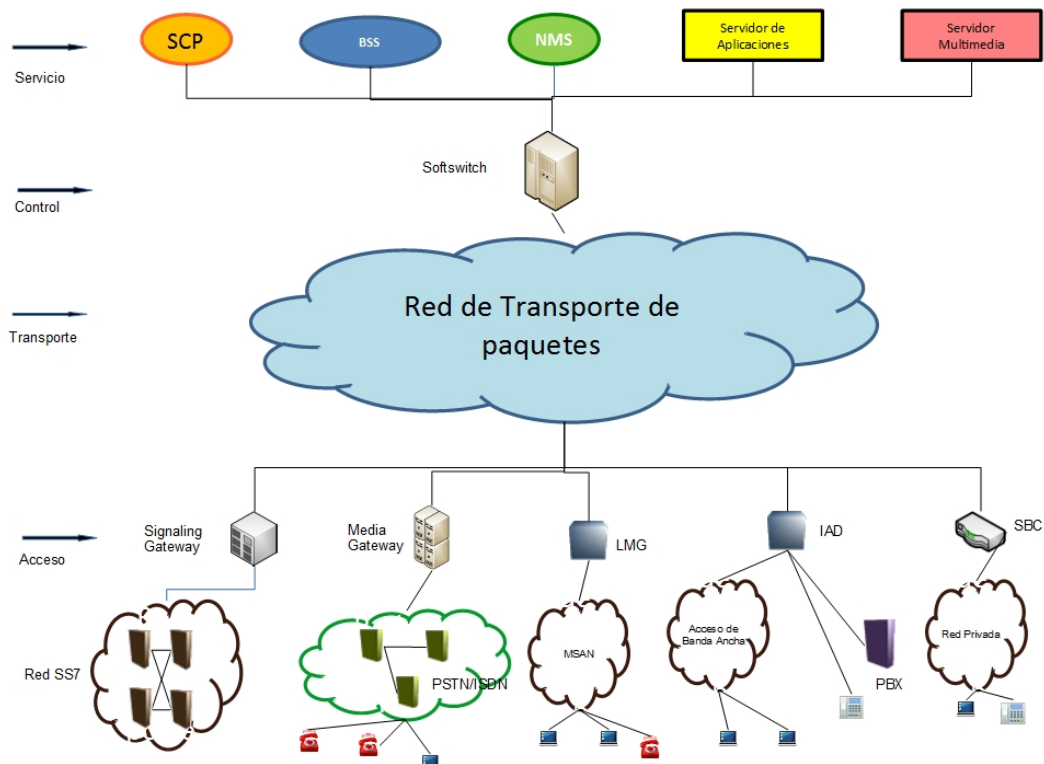 SCP
BSS
NMS
Servidor de
Aplicaciones
Servidor
Multimedia
Servicio
Softswitch
Control
Red de Transporte de
paquetes
Transporte
Signaling
Gateway
Media
Gateway
LMG
IAD
SBC
Acceso
Red SS7
PSTN/ISDN
MSAN
Acceso de
Banda Ancha
PBX
Red Privada